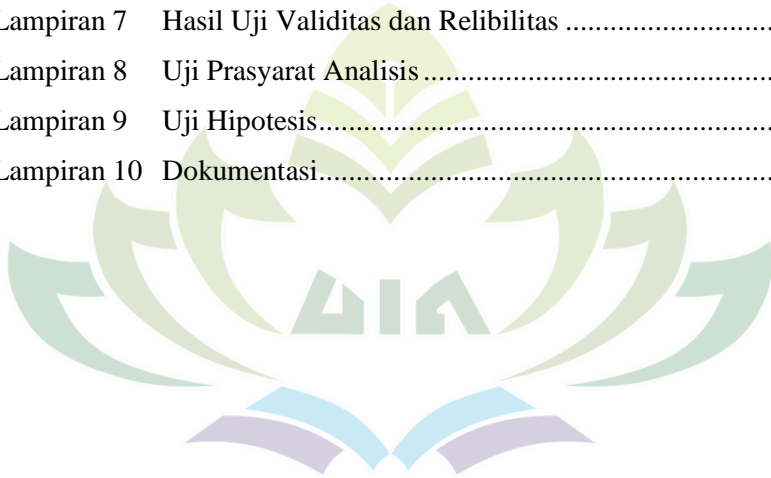 Lampiran 7 Hasil Uji Validitas dan Relibilitas ..............................
Lampiran 8 Uji Prasyarat Analisis ....................................................
Lampiran 9 Uji Hipotesis...................................................................
Lampiran 10 Dokumentasi...................................................................
UIN